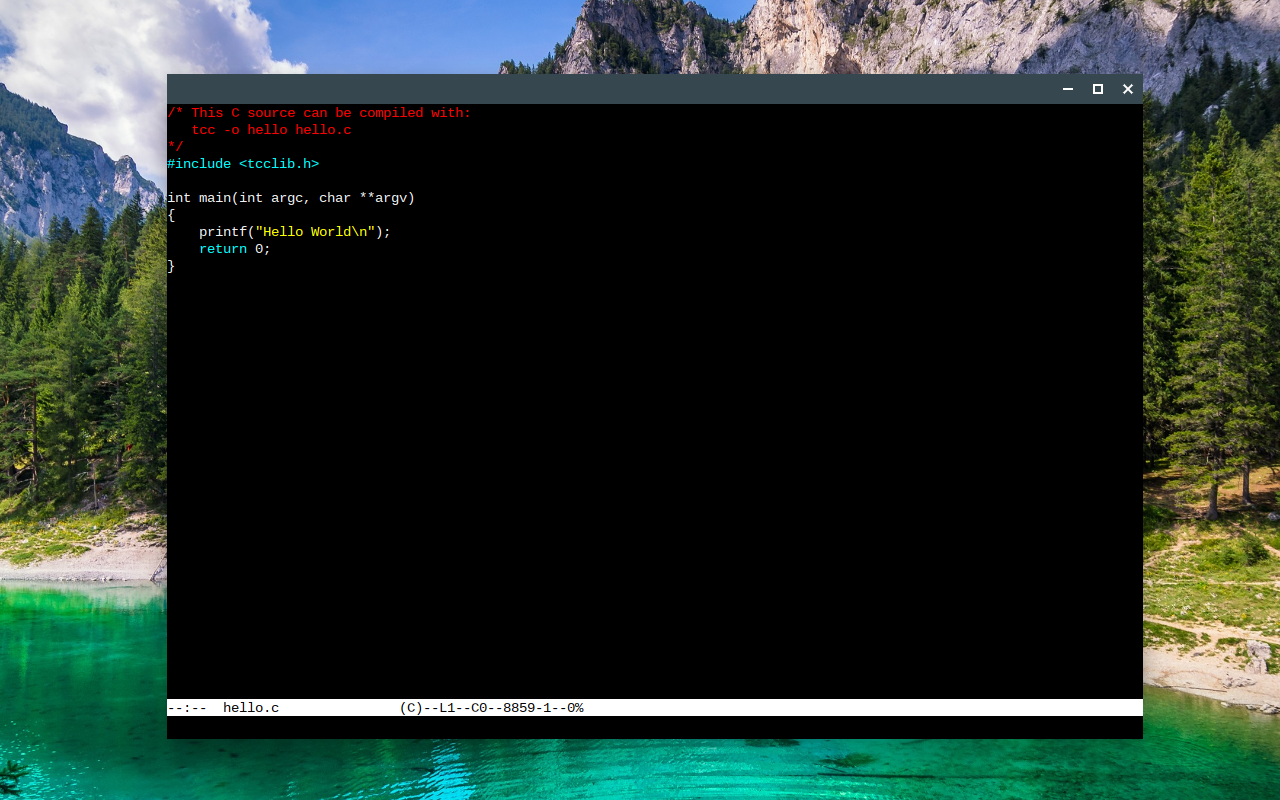 /* This C source can be compiled with:
   tcc -o hello hello.c
*/
#include <tcclib.h>

int main(int argc, char **argv)
{
    printf("Hello World\n");
    return 0;
}
--:--  hello.c               (C)--L1--C0--8859-1--0%